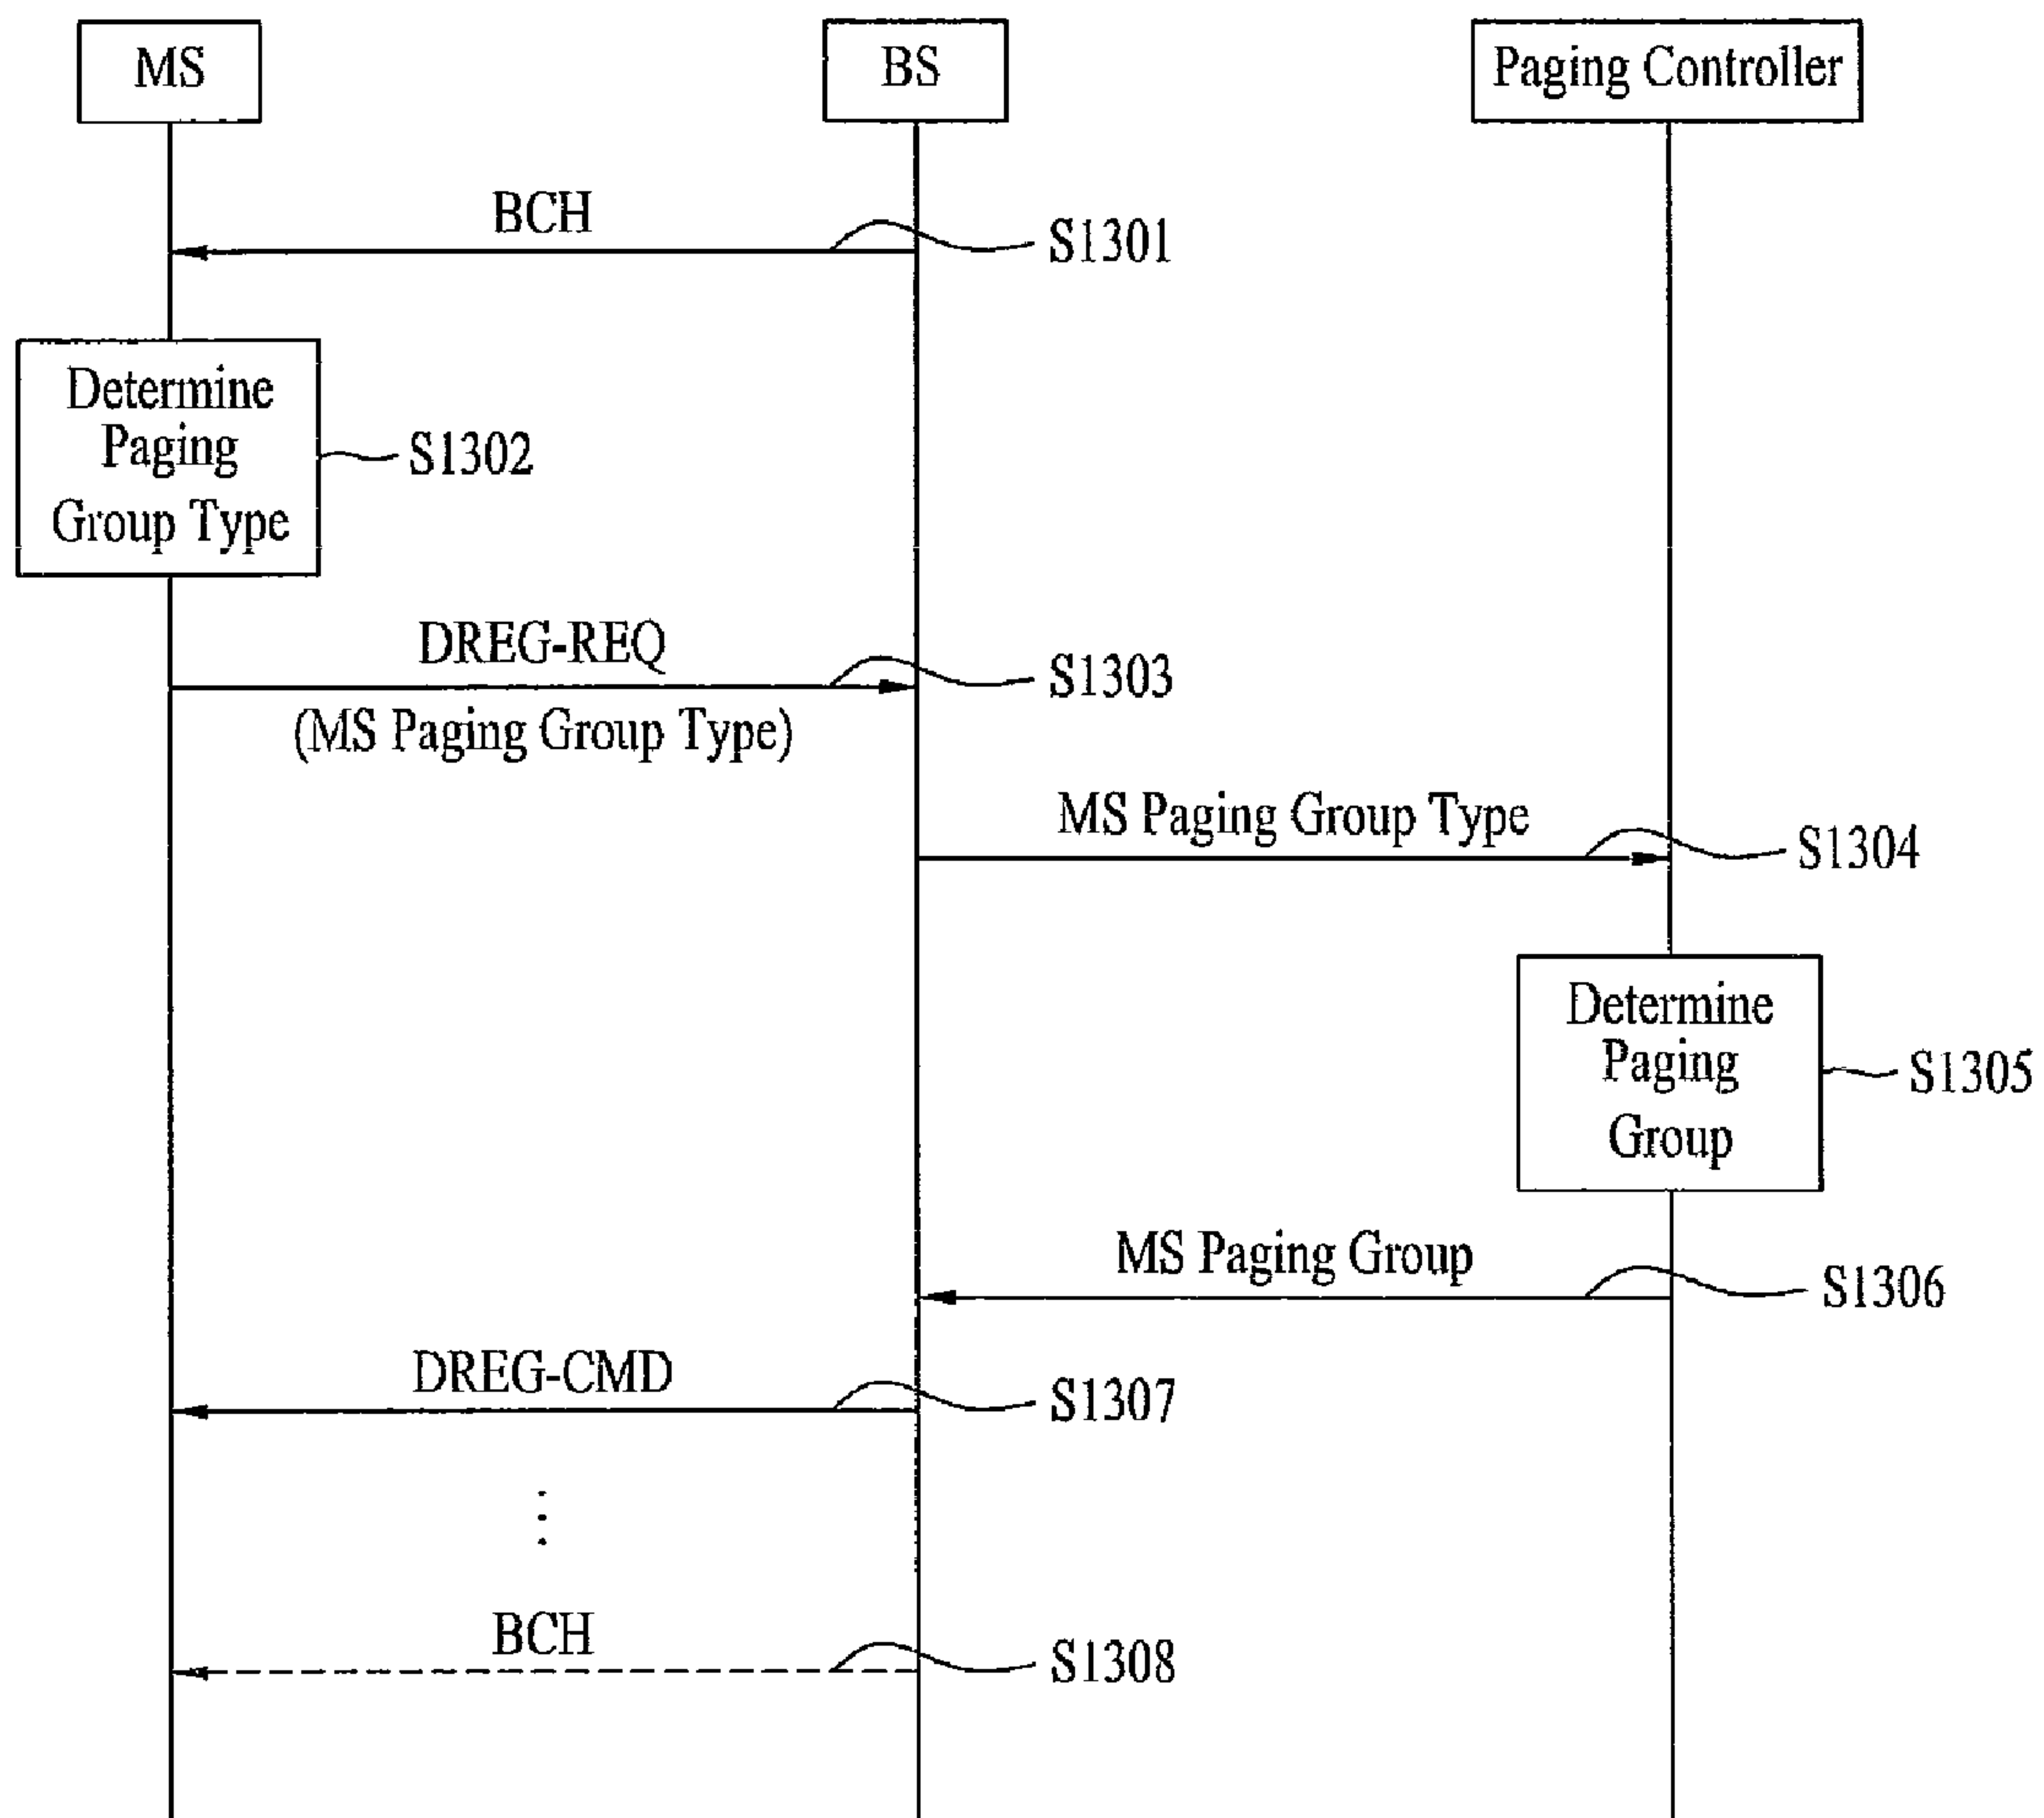 MS
BS
Paging Controller
BCH
S1301
Determine
Paging
Group Type
S1302
DREG-REQ
S1303
(MS Paging Group Type)
MS Paging Group Type
S1304
Determine
Paging
Group
S1305
MS Paging Group
S1306
DREG-CMD
S1307
BCH
S1308